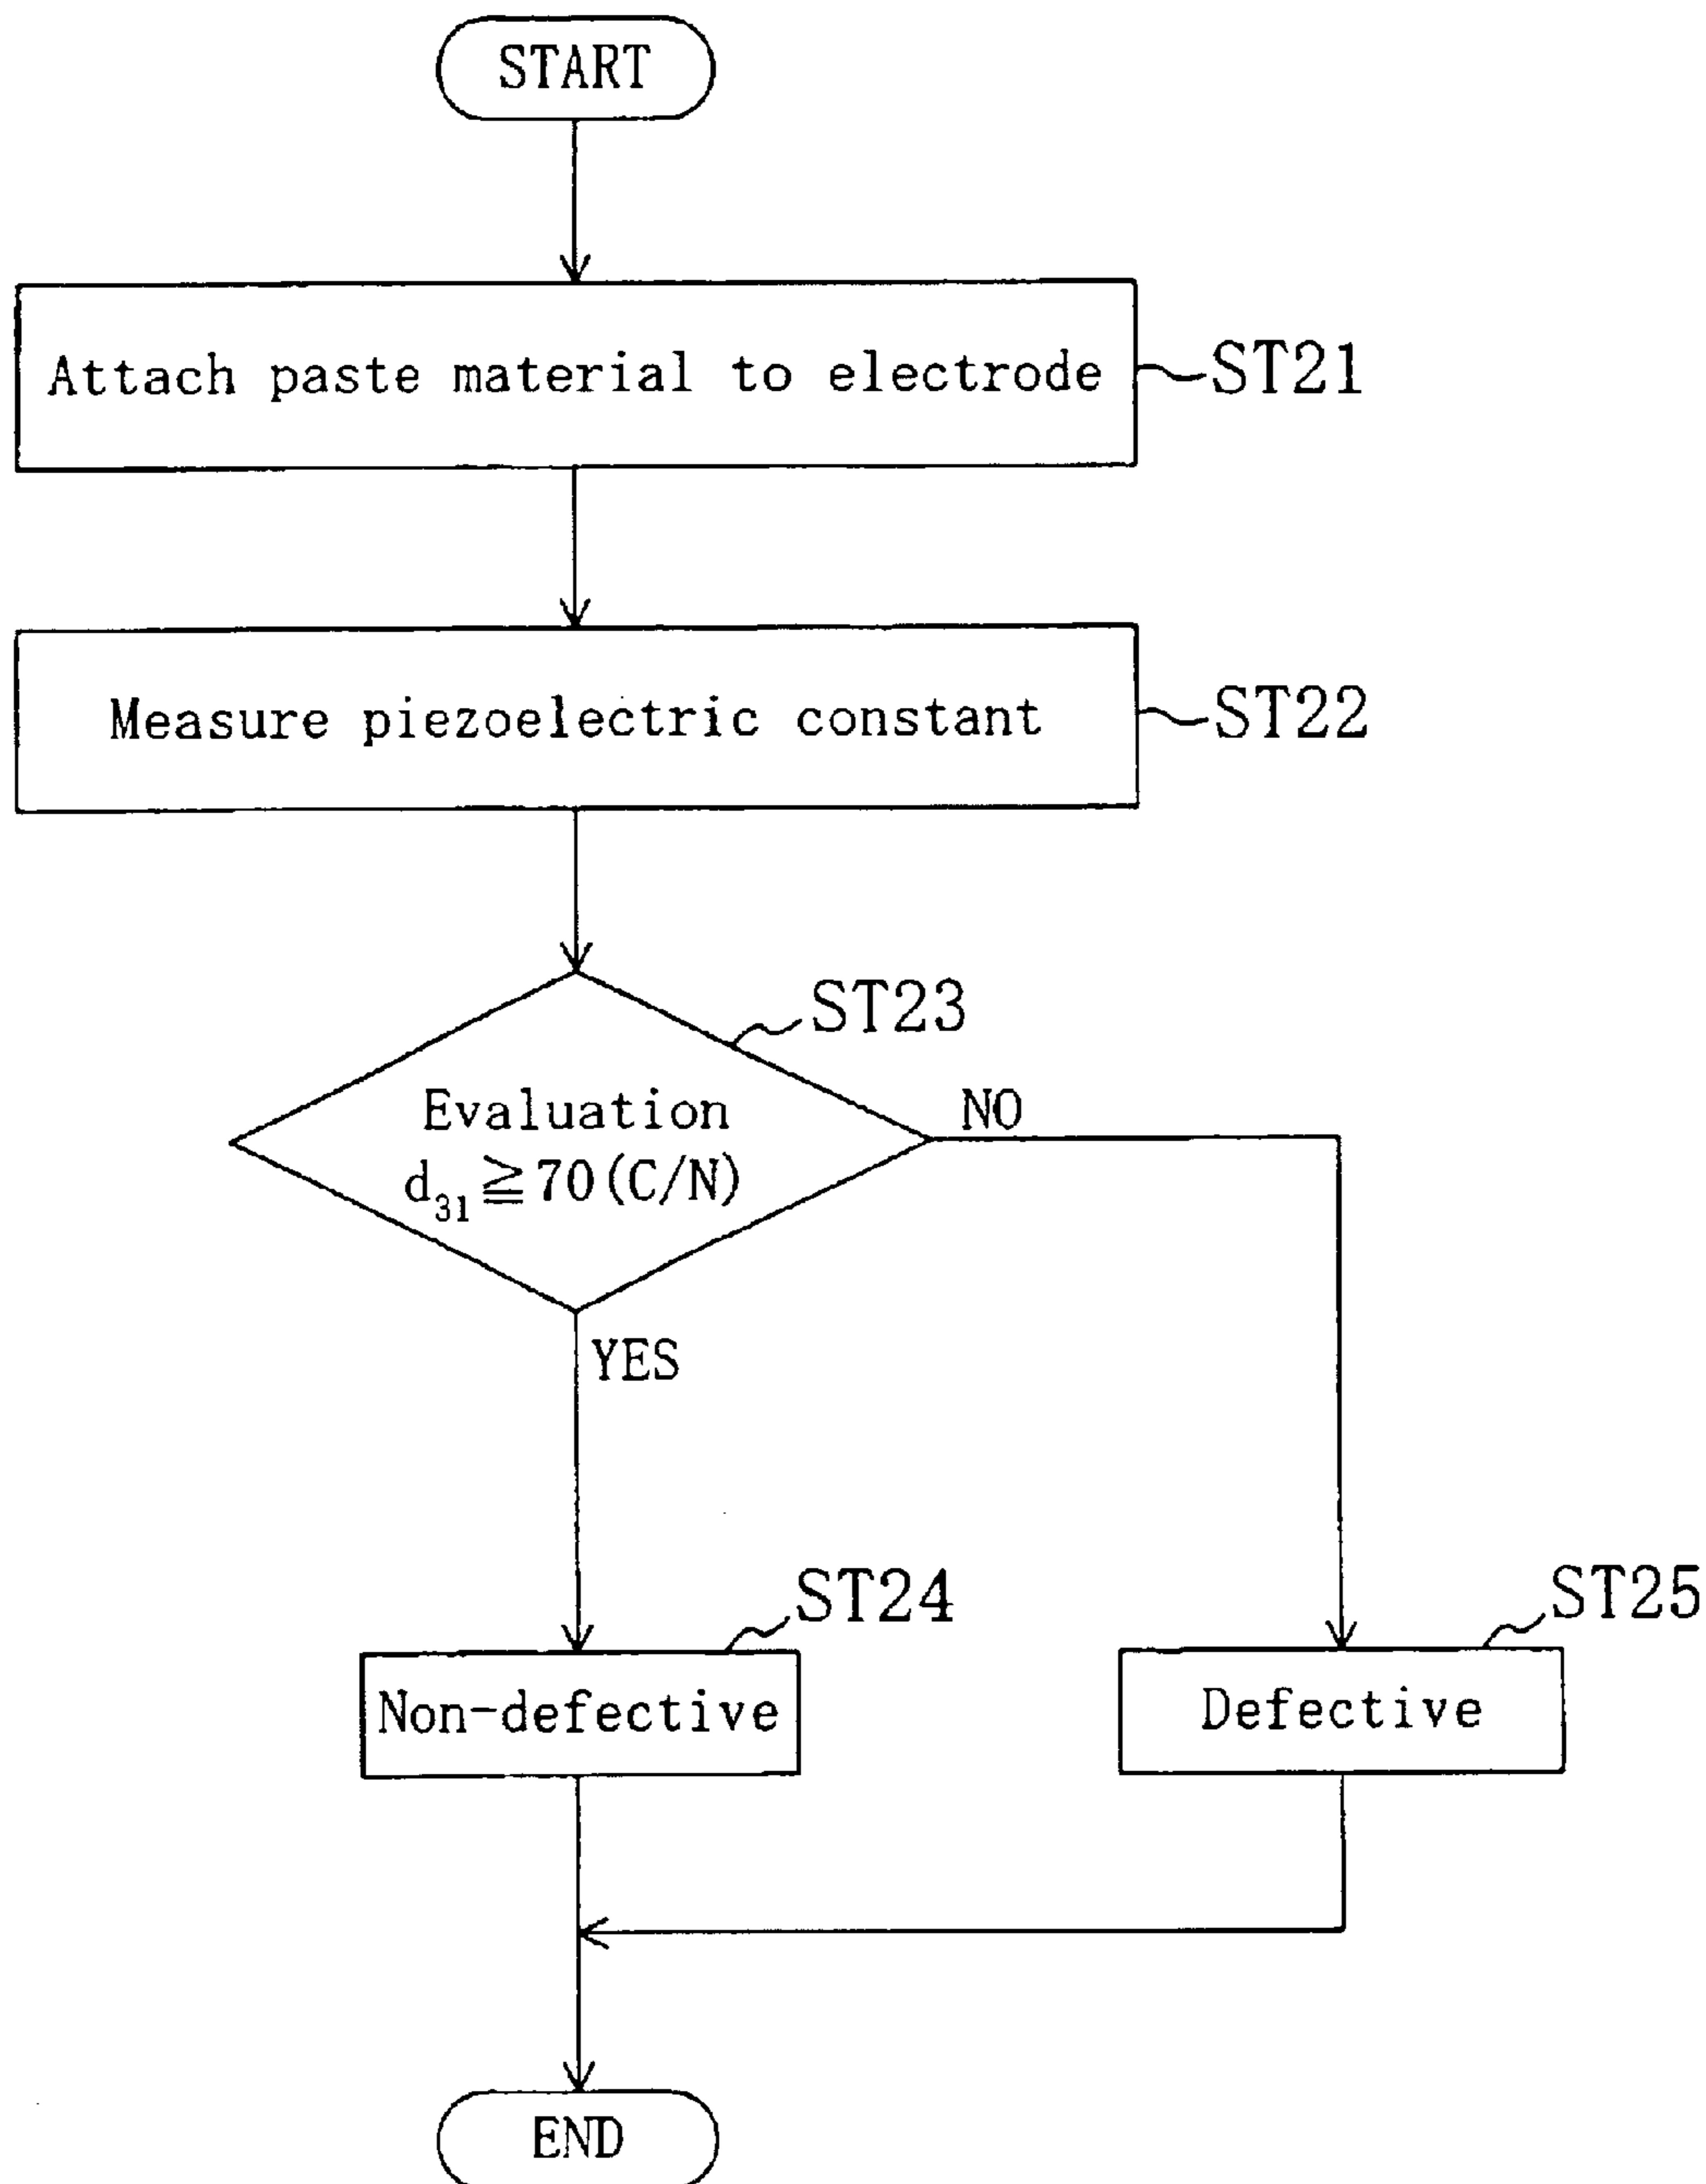 START
Attach paste material to electrode
ST21
Measure piezoelectric constant
ST22
ST23
Evaluation
d₃₁≧70(C/N)
NO
YES
ST24
ST25
Non-defective
Defective
END